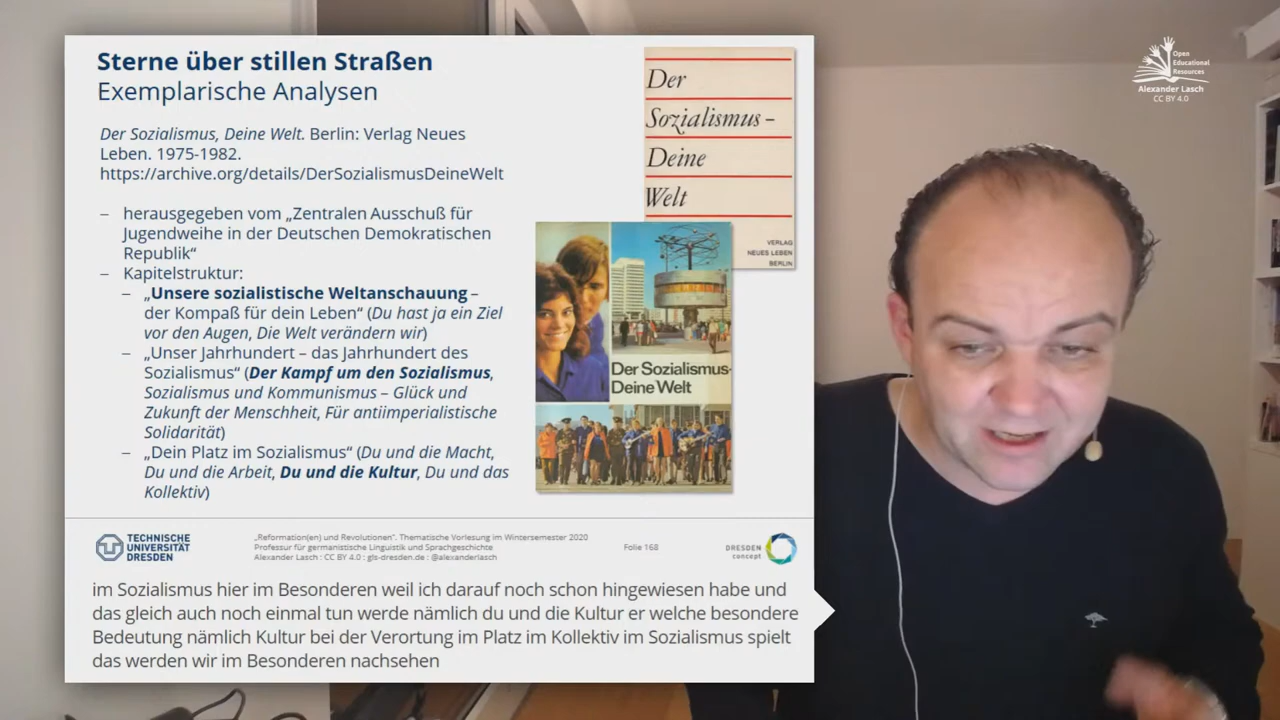 Sterne über stillen Straßen
Exemplarische Analysen
Der Sozialismus, Deine Welt. Berlin: Verlag Neues
Leben. 1975-1982.
https://archive.org/details/DerSozialismusDeineWelt
– herausgegeben vom „Zentralen Ausschuß für
Jugendweihe in der Deutschen Demokratischen
Republik“
– Kapitelstruktur:
– „Unsere sozialistische Weltanschauung –
der Kompaß für dein Leben“ (Du hast ja ein Ziel
vor den Augen, Die Welt verändern wir)
– „Unser Jahrhundert – das Jahrhundert des
Sozialismus“ (Der Kampf um den Sozialismus,
Sozialismus und Kommunismus – Glück und
Zukunft der Menschheit, Für antiimperialistische
Solidarität)
– „Dein Platz im Sozialismus“ (Du und die Macht,
Du und die Arbeit, Du und die Kultur, Du und das
Kollektiv)
Der
Sozialismus –
Deine
Welt
VERLAG
NEUES LEBEN
BERLIN
Der Sozialismus-
Deine Welt
TECHNISCHE
UNIVERSITÄT
DRESDEN
„Reformation(en) und Revolutionen“. Thematische Vorlesung im Wintersemester 2020
Professur für germanistische Linguistik und Sprachgeschichte
Alexander Lasch : CC BY 4.0 : gls-dresden.de : @alexanderlasch
Folie 168
DRESDEN
concept
im Sozialismus hier im Besonderen weil ich darauf noch schon hingewiesen habe und
das gleich auch noch einmal tun werde nämlich du und die Kultur er welche besondere
Bedeutung nämlich Kultur bei der Verortung im Platz im Kollektiv im Sozialismus spielt
das werden wir im Besonderen nachsehen
Open
Educational
Resources
Alexander Lasch
CC BY 4.0